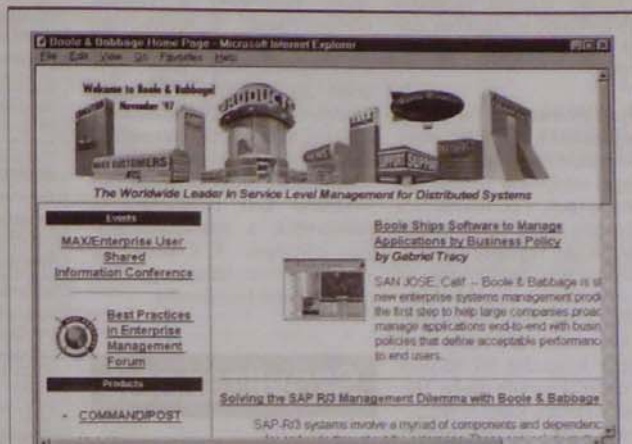 Boole & Babbage Home Page - Microsoft Internet Explorer
File Edit View Go Favorites Help
Welcome to Boole & Babbage!
November '97
PRODUCTS
MAX CUSTOMERS
NEWS
SUPPORT SUPPORT
The Worldwide Leader In Service Level Management for Distributed Systems
Events
MAX/Enterprise User
Shared
Information Conference
Best Practices
in Enterprise
Management
Forum
Products
COMMAND/POST
Boole Ships Software to Manage
Applications by Business Policy
by Gabriel Tracy
SAN JOSE, Calif -- Boole & Babbage is
new enterprise systems management
the first step to help large companies
manage applications end-to-end with
policies that define acceptable
to end users.
Solving the SAP R/3 Management Dilemma with Boole & Babbage
SAP R/3 systems involve a myriad of components and